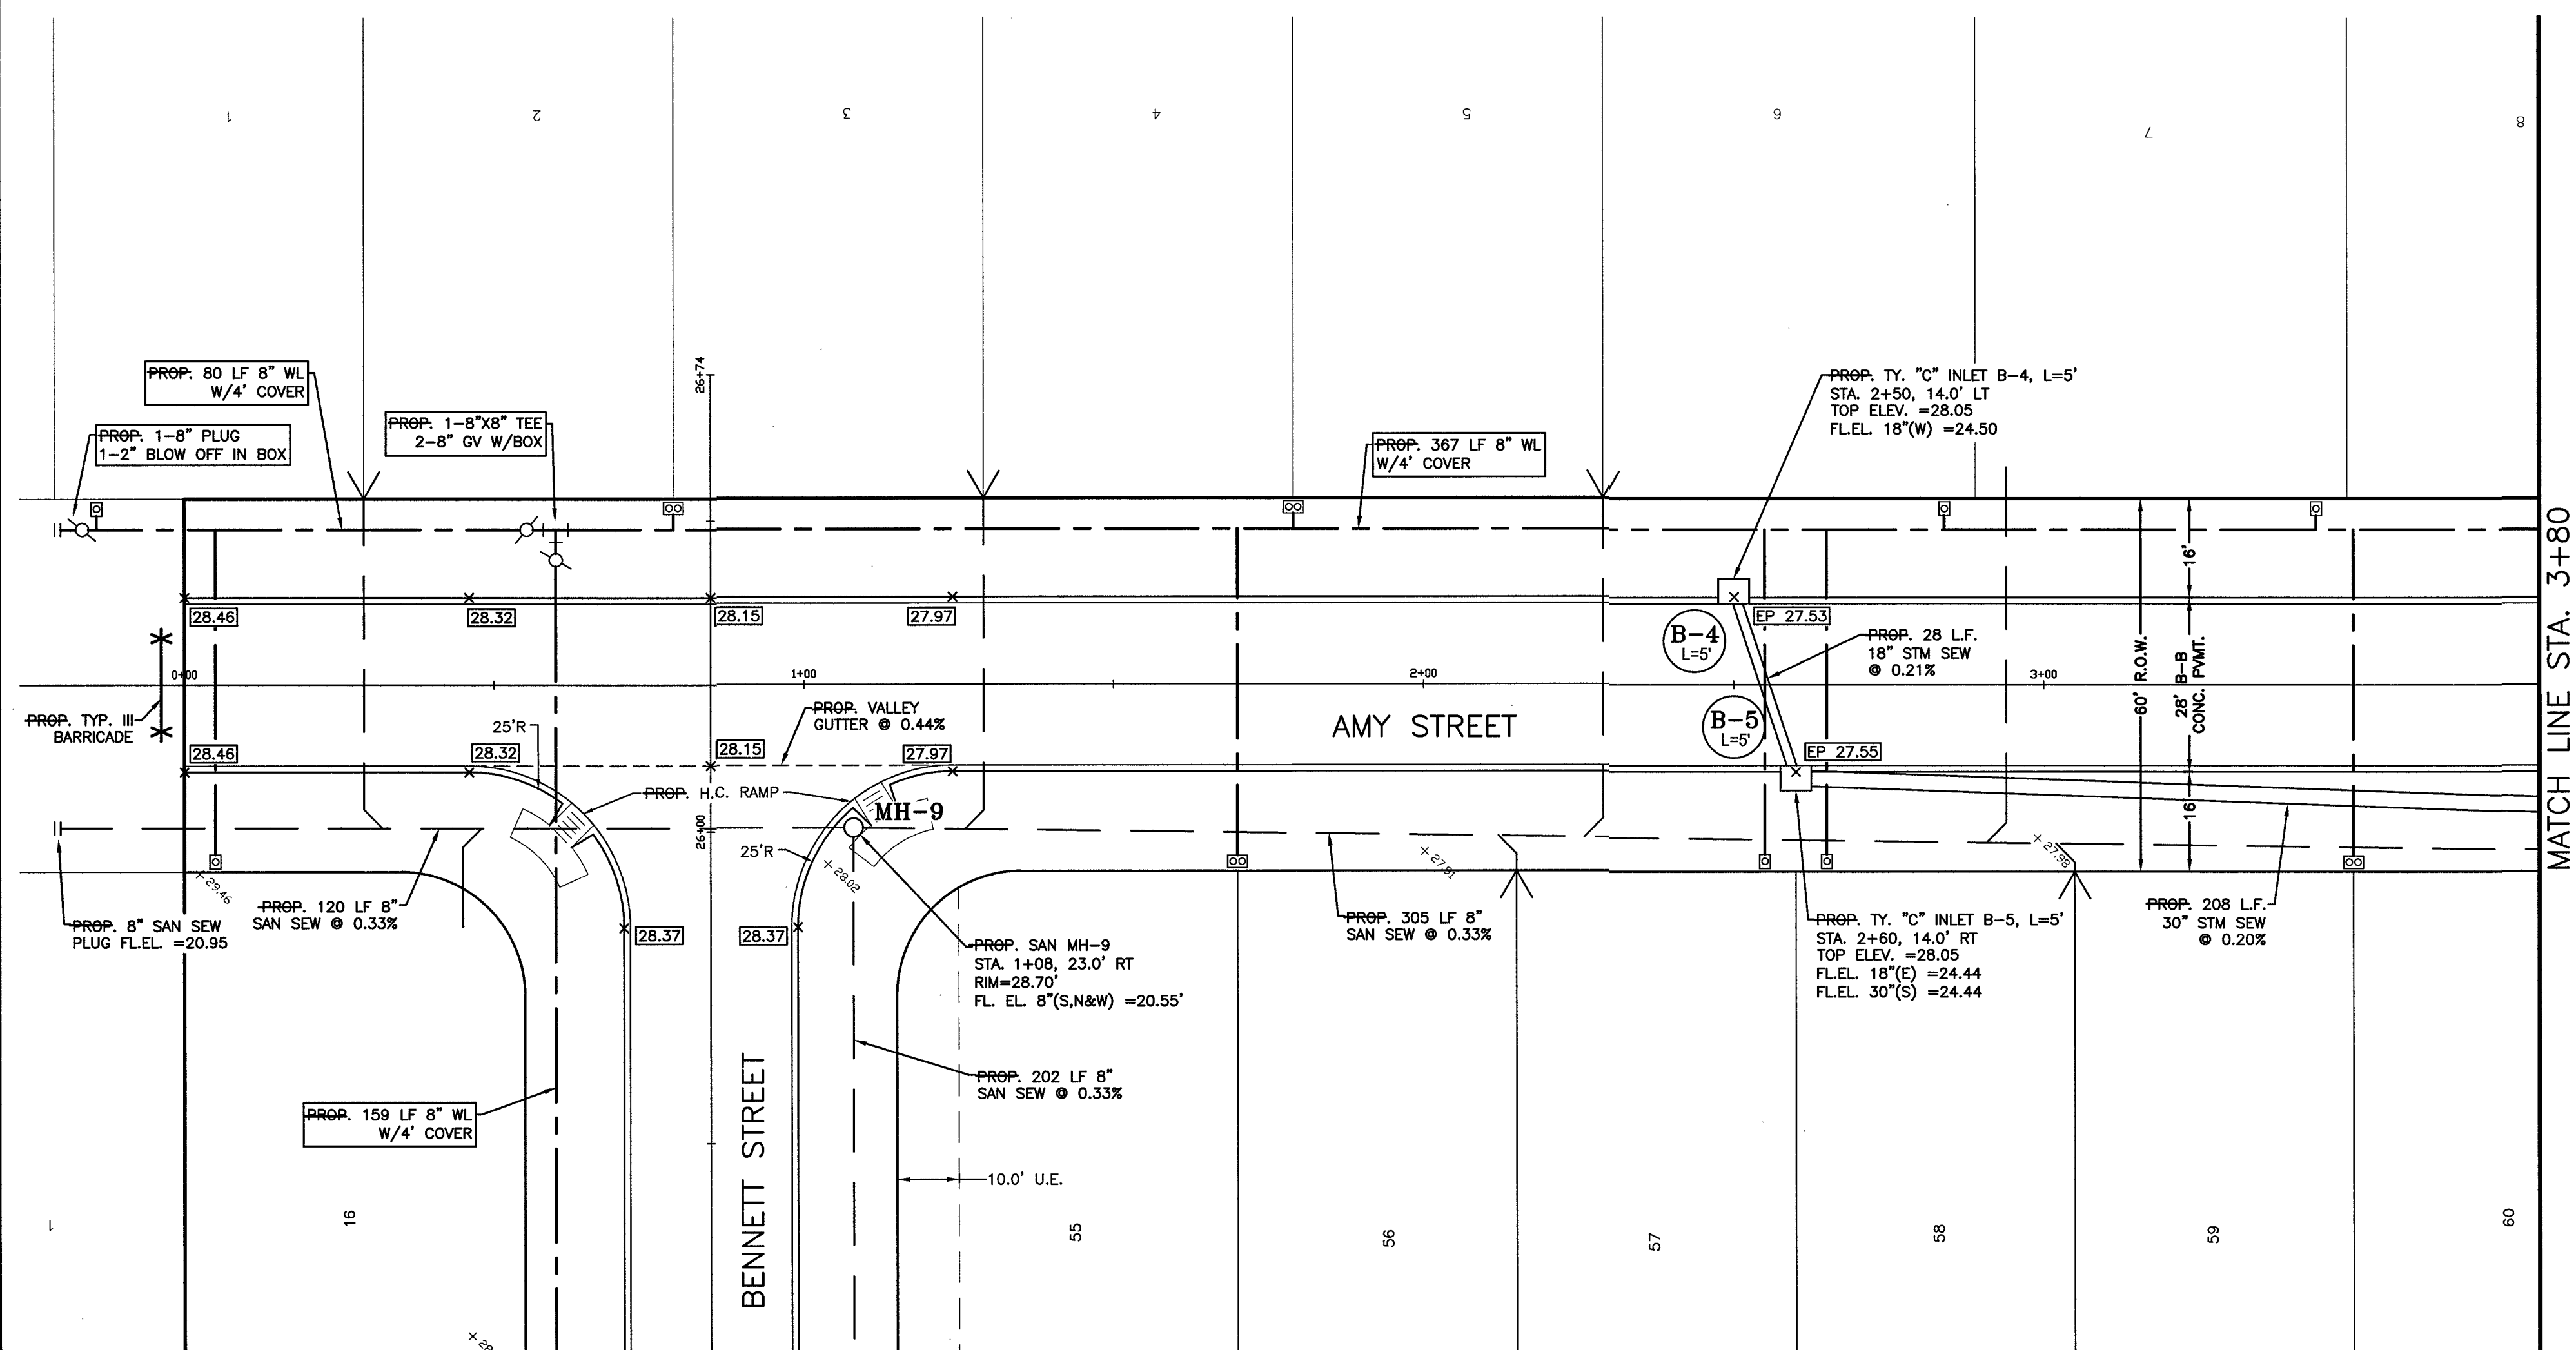 1
2
3
4
5
6
7
8
PROP. 80 LF 8" WL
W/4' COVER
PROP. 1-8" PLUG
1-2" BLOW OFF IN BOX
PROP. 1-8"X8" TEE
2-8" GV W/BOX
26+74
PROP. 367 LF 8" WL
W/4' COVER
PROP. TY. "C" INLET B-4, L=5'
STA. 2+50, 14.0' LT
TOP ELEV. =28.05
FL.EL. 18"(W) =24.50
28.46
28.32
28.15
27.97
EP 27.53
B-4
L=5'
PROP. 28 L.F.
18" STM SEW
@ 0.21%
16'
60' R.O.W.
28' B-B
CONC. PVMT.
16'
MATCH LINE STA. 3+80
0+00
1+00
2+00
3+00
PROP. TYP. III
BARRICADE
25'R
PROP. VALLEY
GUTTER @ 0.44%
AMY STREET
B-5
L=5'
28.46
28.32
28.15
27.97
EP 27.55
PROP. H.C. RAMP
MH-9
26+00
25'R
28.02
27.91
27.98
29.46
PROP. 8" SAN SEW
PLUG FL.EL. =20.95
PROP. 120 LF 8"
SAN SEW @ 0.33%
28.37
28.37
PROP. SAN MH-9
STA. 1+08, 23.0' RT
RIM=28.70'
FL. EL. 8"(S,N&W) =20.55'
PROP. 305 LF 8"
SAN SEW @ 0.33%
PROP. TY. "C" INLET B-5, L=5'
STA. 2+60, 14.0' RT
TOP ELEV. =28.05
FL.EL. 18"(E) =24.44
FL.EL. 30"(S) =24.44
PROP. 208 L.F.
30" STM SEW
@ 0.20%
PROP. 202 LF 8"
SAN SEW @ 0.33%
PROP. 159 LF 8" WL
W/4' COVER
BENNETT STREET
10.0' U.E.
1
16
55
56
57
58
59
60